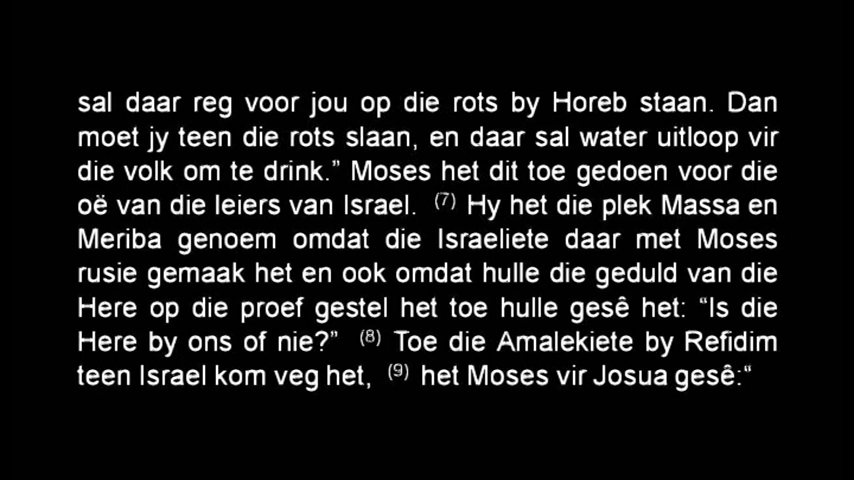 sal daar reg voor jou op die rots by Horeb staan. Dan
moet jy teen die rots slaan, en daar sal water uitloop vir
die volk om te drink.” Moses het dit toe gedoen voor die
oë van die leiers van Israel. (7) Hy het die plek Massa en
Meriba genoem omdat die Israeliete daar met Moses
rusie gemaak het en ook omdat hulle die geduld van die
Here op die proef gestel het toe hulle gesê het: “Is die
Here by ons of nie?” (8) Toe die Amalekiete by Refidim
teen Israel kom veg het, (9) het Moses vir Josua gesê:“